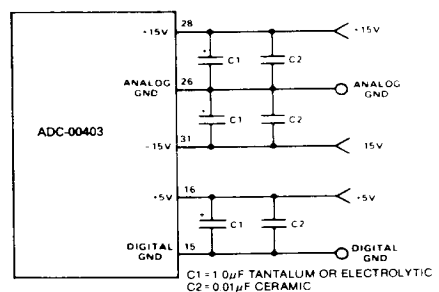 +15V 28 +15V
C1 C2
ANALOG GND 26 ANALOG GND
C1 C2
ADC-00403
-15V 31 15V
+5V 16 +5V
C1 C2
DIGITAL GND 15 DIGITAL GND
C1 = 1.0µF TANTALUM OR ELECTROLYTIC
C2 = 0.01µF CERAMIC